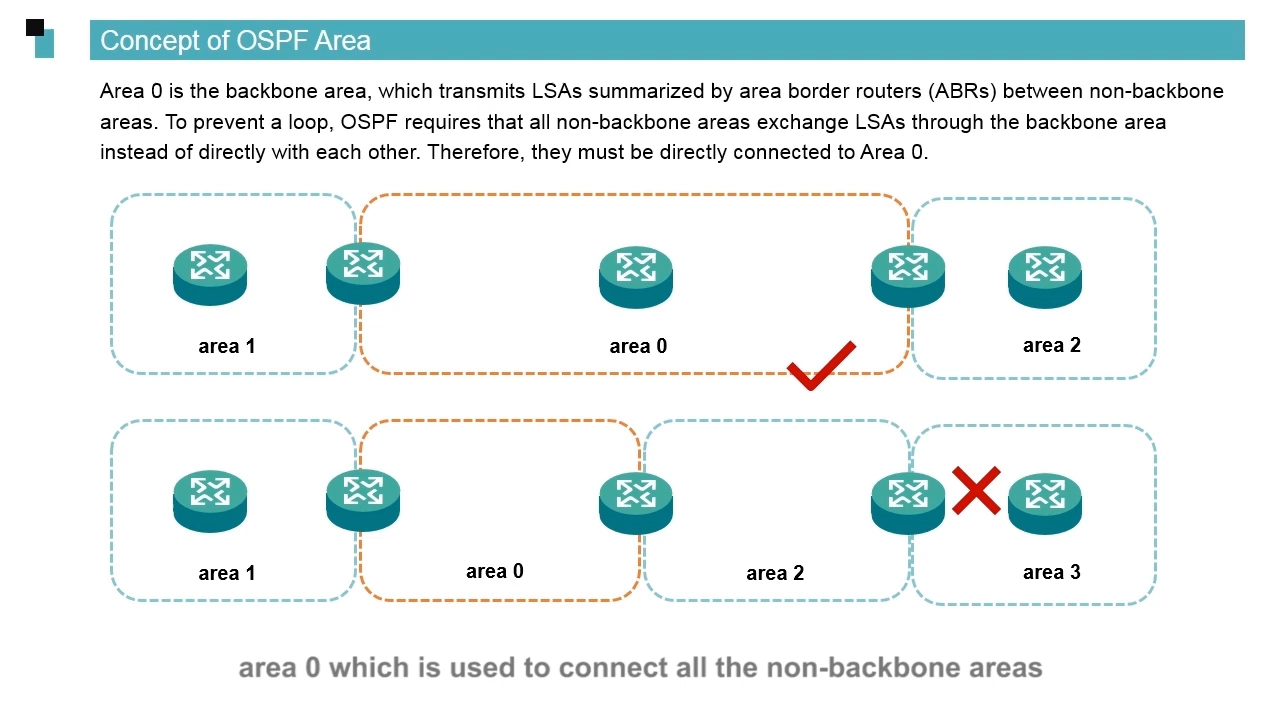 Concept of OSPF Area
Area 0 is the backbone area, which transmits LSAs summarized by area border routers (ABRs) between non-backbone
areas. To prevent a loop, OSPF requires that all non-backbone areas exchange LSAs through the backbone area
instead of directly with each other. Therefore, they must be directly connected to Area 0.
area 1
area 0
area 2
area 1
area 0
area 2
area 3
area 0 which is used to connect all the non-backbone areas